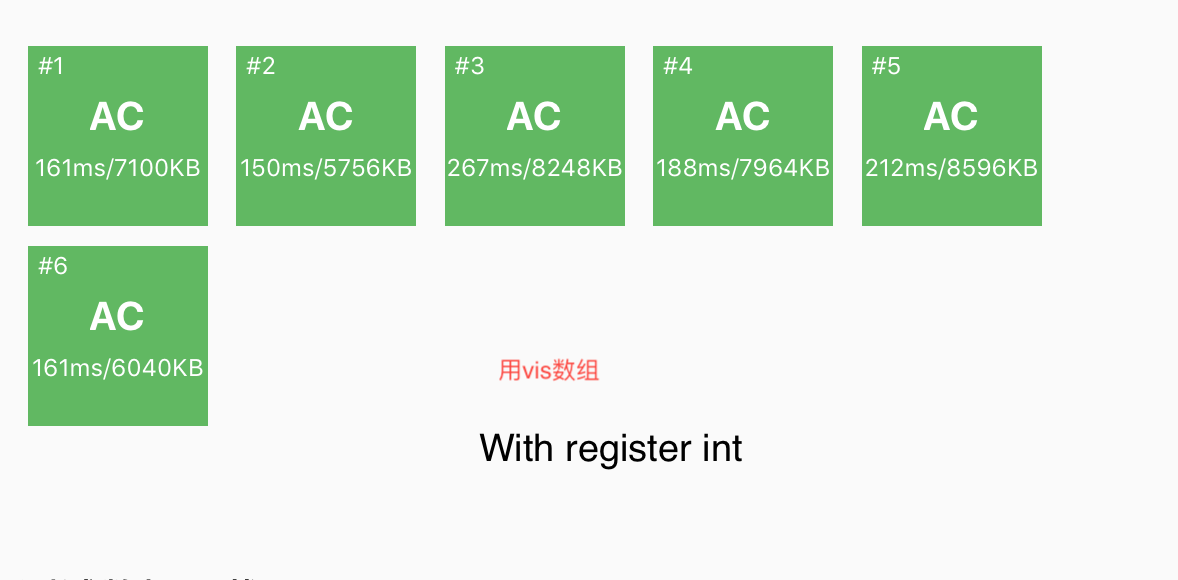 #1 #2 #3 #4 #5
AC AC AC AC AC
161ms/7100KB 150ms/5756KB 267ms/8248KB 188ms/7964KB 212ms/8596KB
#6
AC
161ms/6040KB
用vis数组
With register int